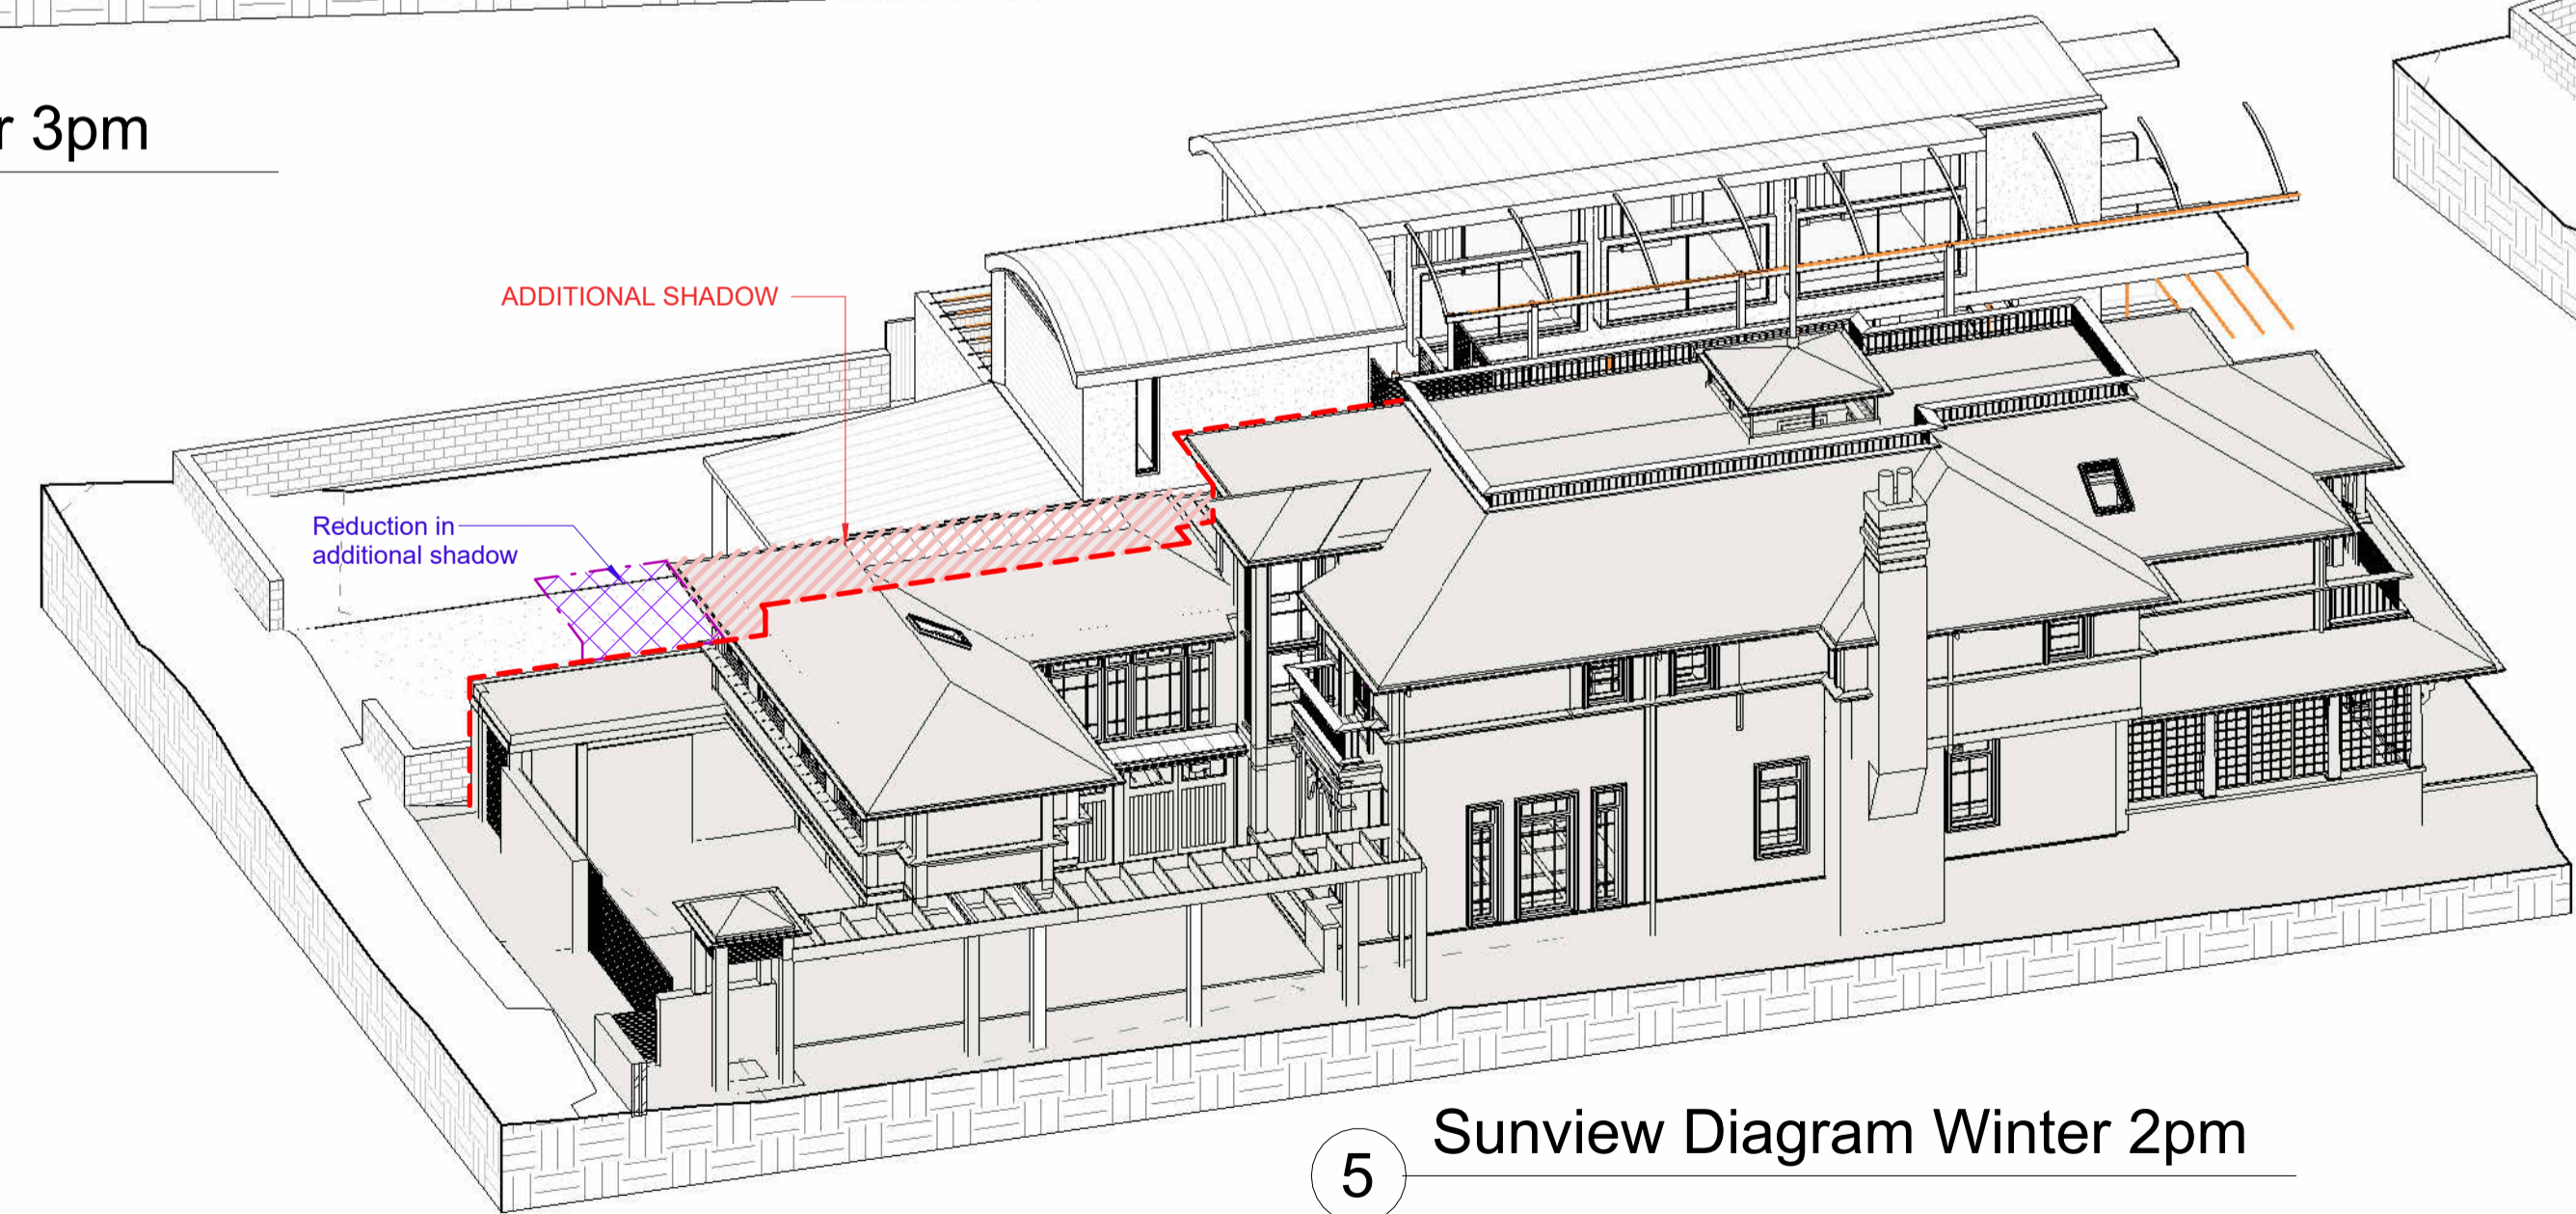 r 3pm
ADDITIONAL SHADOW
Reduction in
additional shadow
5
Sunview Diagram Winter 2pm